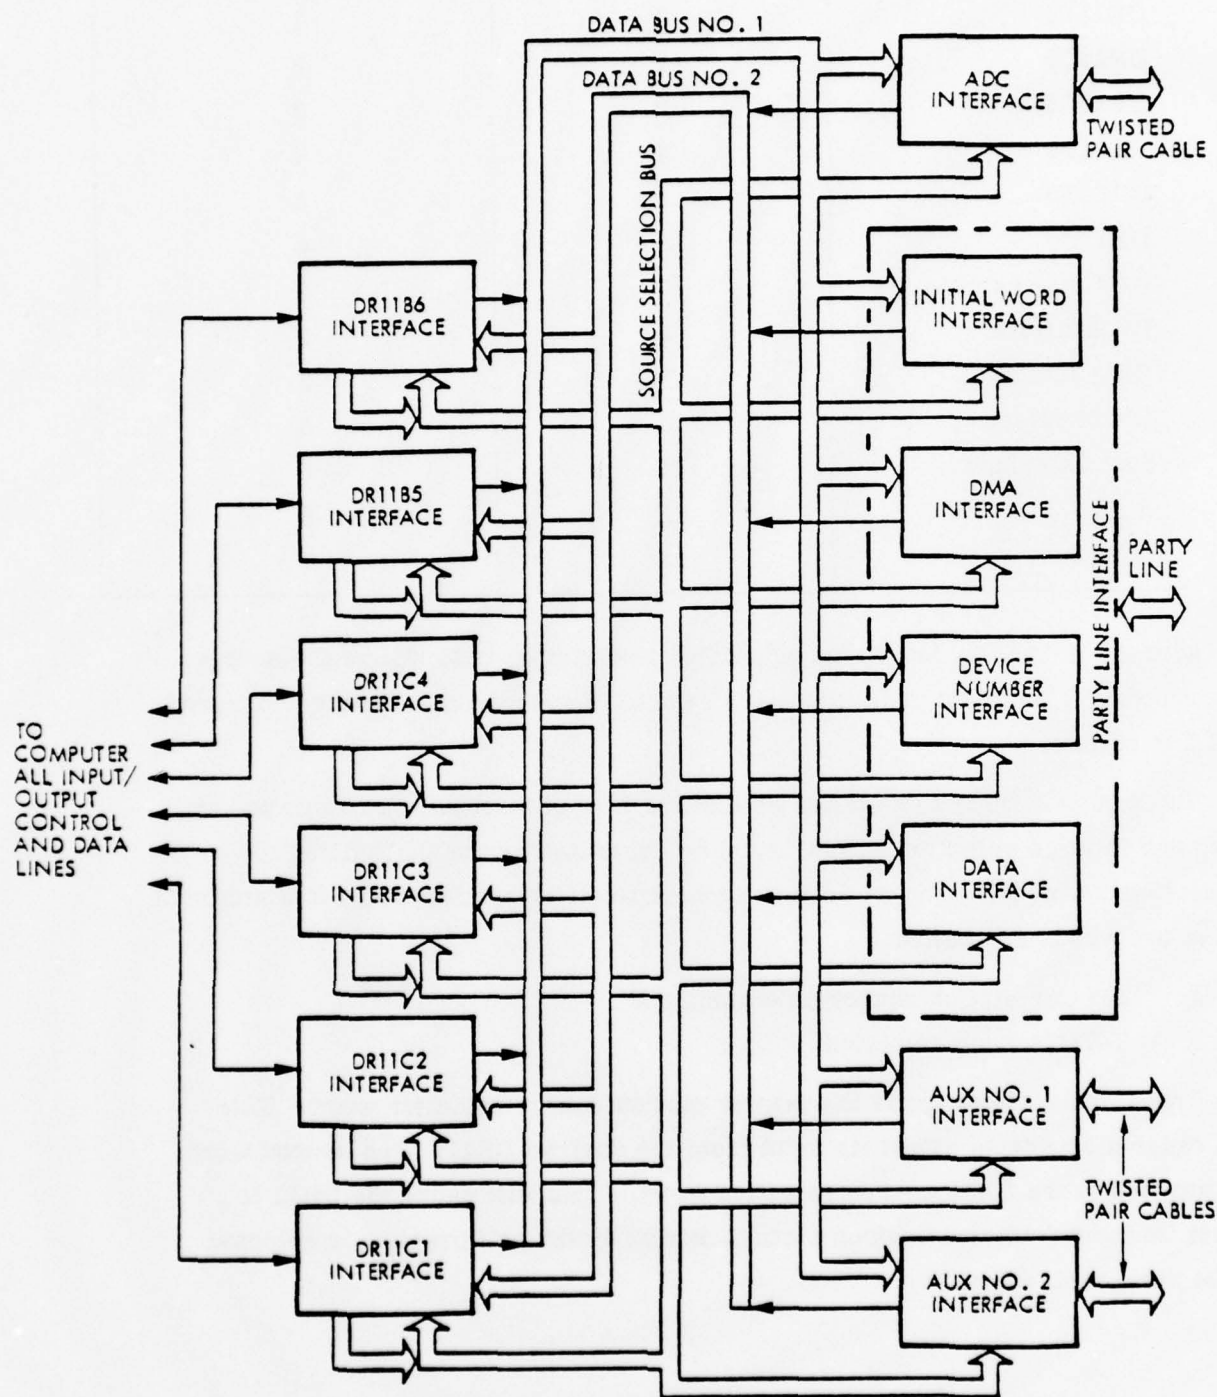 DATA BUS NO. 1
DATA BUS NO. 2
SOURCE SELECTION BUS
ADC
INTERFACE
TWISTED
PAIR CABLE
DR11B6
INTERFACE
INITIAL WORD
INTERFACE
DR11B5
INTERFACE
DMA
INTERFACE
PARTY LINE INTERFACE
PARTY
LINE
DR11C4
INTERFACE
DEVICE
NUMBER
INTERFACE
TO
COMPUTER
ALL INPUT/
OUTPUT
CONTROL
AND DATA
LINES
DR11C3
INTERFACE
DATA
INTERFACE
DR11C2
INTERFACE
AUX NO. 1
INTERFACE
TWISTED
PAIR CABLES
DR11C1
INTERFACE
AUX NO. 2
INTERFACE